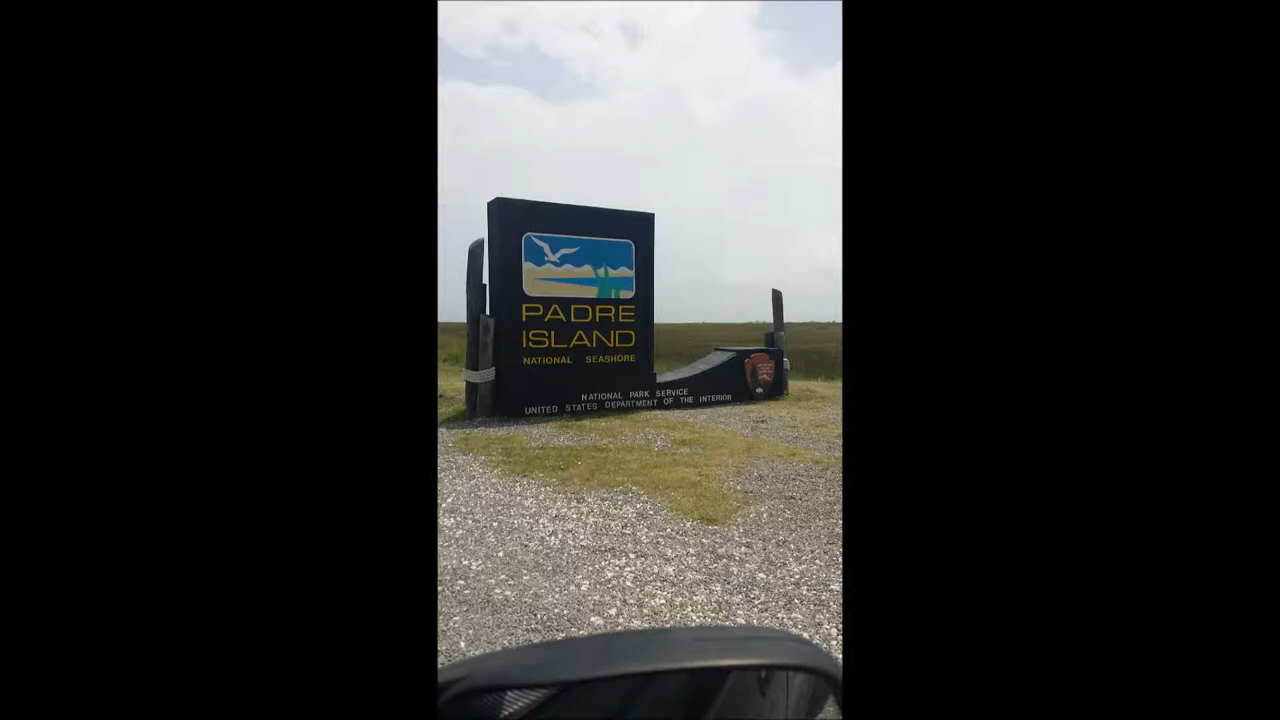 PADRE
ISLAND
NATIONAL SEASHORE
NATIONAL PARK SERVICE
UNITED STATES DEPARTMENT OF THE INTERIOR